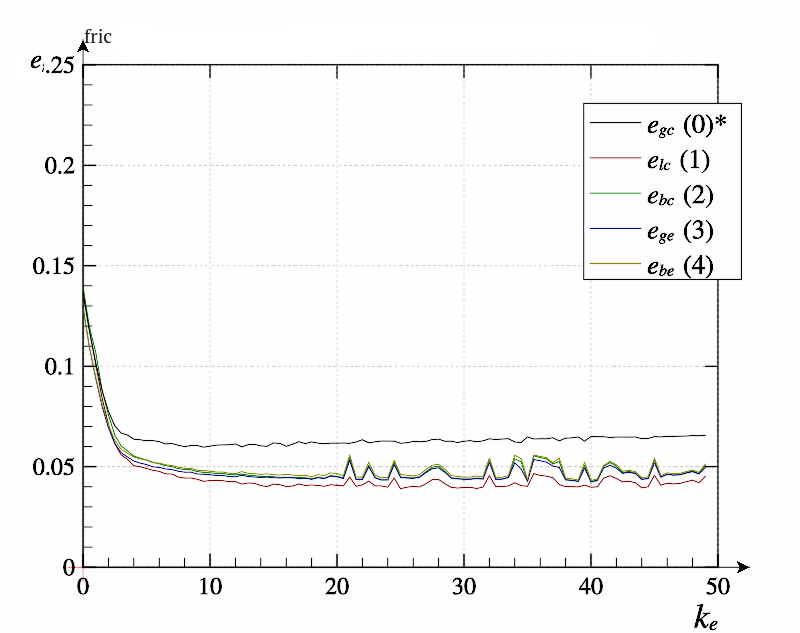 fric
.25
e_gc (0)*
0.2
e_lc (1)
e_bc (2)
e_ge (3)
0.15
e_be (4)
0.1
0.05
0
0 10 20 30 40 50
k_e